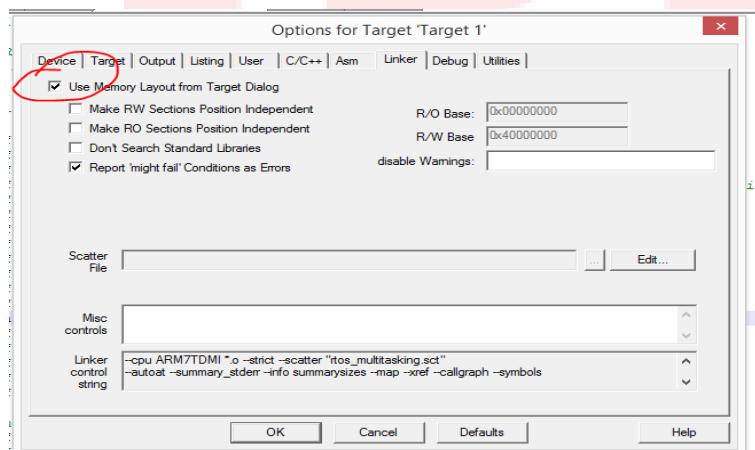 Options for Target 'Target 1'
Device Target Output Listing User C/C++ Asm Linker Debug Utilities
Use Memory Layout from Target Dialog
Make RW Sections Position Independent
Make RO Sections Position Independent
Don't Search Standard Libraries
Report 'might fail' Conditions as Errors
R/O Base: 0x00000000
R/W Base 0x40000000
disable Warnings:
Scatter
File
... Edit...
Misc
controls
Linker
control
string
--cpu ARM7TDMI *.o --strict --scatter "rtos_multitasking.sct"
--autoat --summary_stderr --info summarysizes --map --xref --callgraph --symbols
OK Cancel Defaults Help